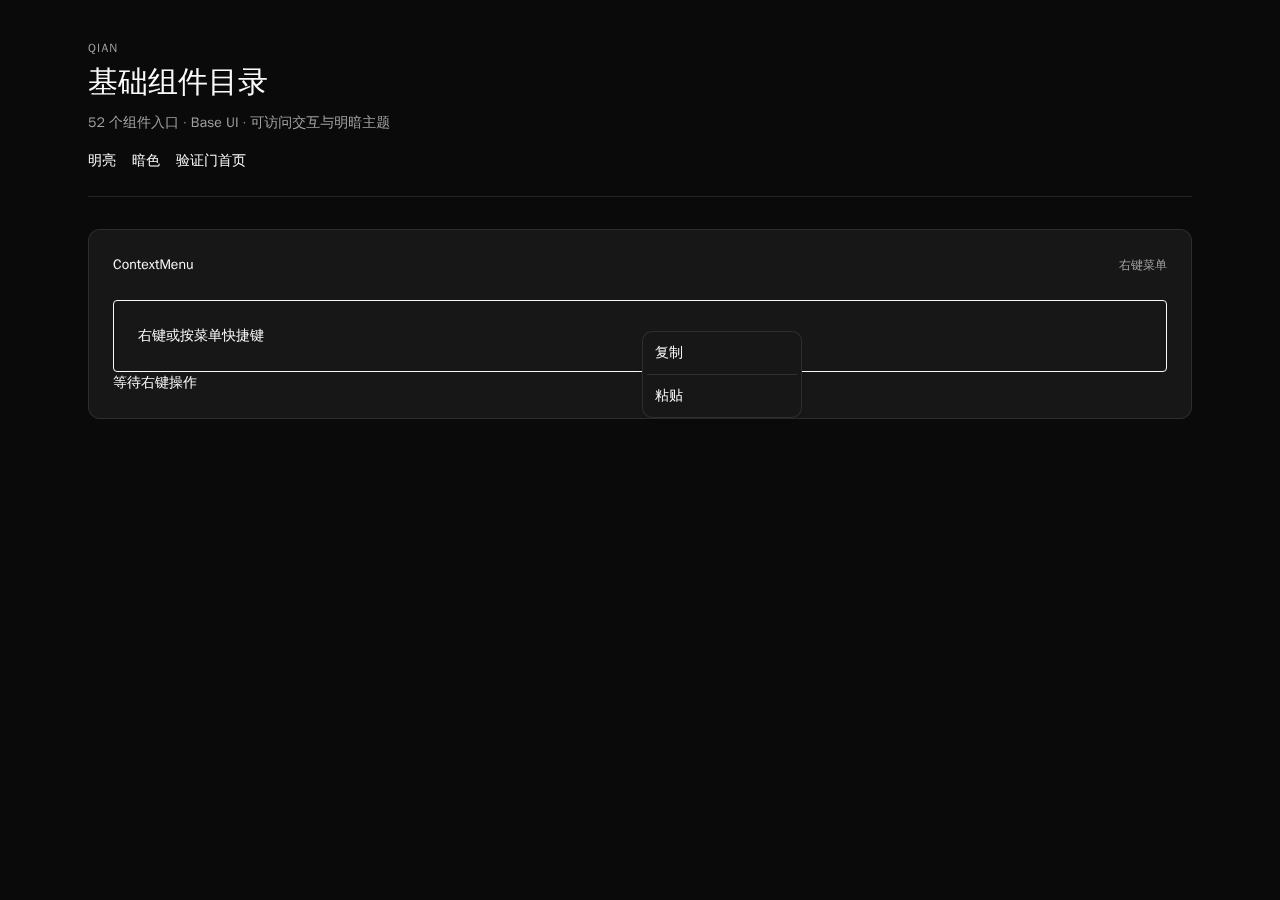 QIAN
基础组件目录
52 个组件入口 · Base UI · 可访问交互与明暗主题
明亮 暗色 验证门首页
ContextMenu 右键菜单
右键或按菜单快捷键
复制
等待右键操作
粘贴